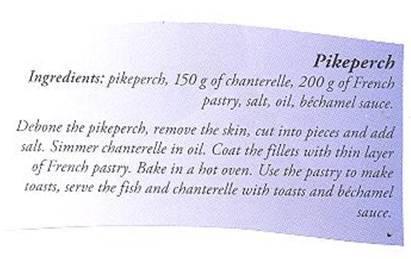 Pikeperch
Ingredients: pikeperch, 150 g of chanterelle, 200 g of French
pastry, salt, oil, béchamel sauce.
Debone the pikeperch, remove the skin, cut into pieces and add
salt. Simmer chanterelle in oil. Coat the fillets with thin layer
of French pastry. Bake in a hot oven. Use the pastry to make
toasts, serve the fish and chanterelle with toasts and béchamel
sauce.